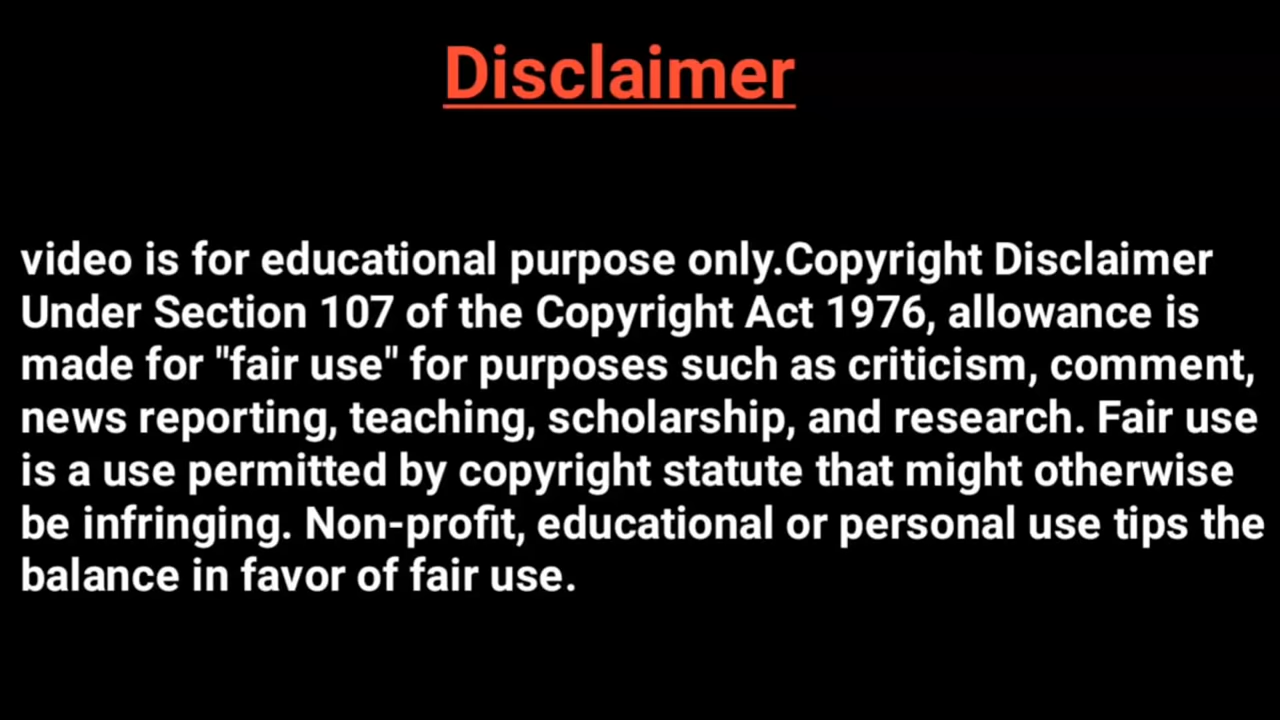 Disclaimer
video is for educational purpose only.Copyright Disclaimer
Under Section 107 of the Copyright Act 1976, allowance is
made for "fair use" for purposes such as criticism, comment,
news reporting, teaching, scholarship, and research. Fair use
is a use permitted by copyright statute that might otherwise
be infringing. Non-profit, educational or personal use tips the
balance in favor of fair use.